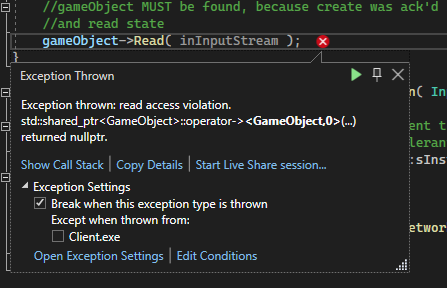 //gameObject MUST be found, because create was ack'd
//and read state
gameObject->Read( inInputStream );
}
Exception Thrown
Exception thrown: read access violation.
std::shared_ptr<GameObject>::operator-><GameObject,0>(...)
returned nullptr.
Show Call Stack | Copy Details | Start Live Share session...
Exception Settings
Break when this exception type is thrown
Except when thrown from:
Client.exe
Open Exception Settings | Edit Conditions
n( In
ent t
leran
:sIns
etwor